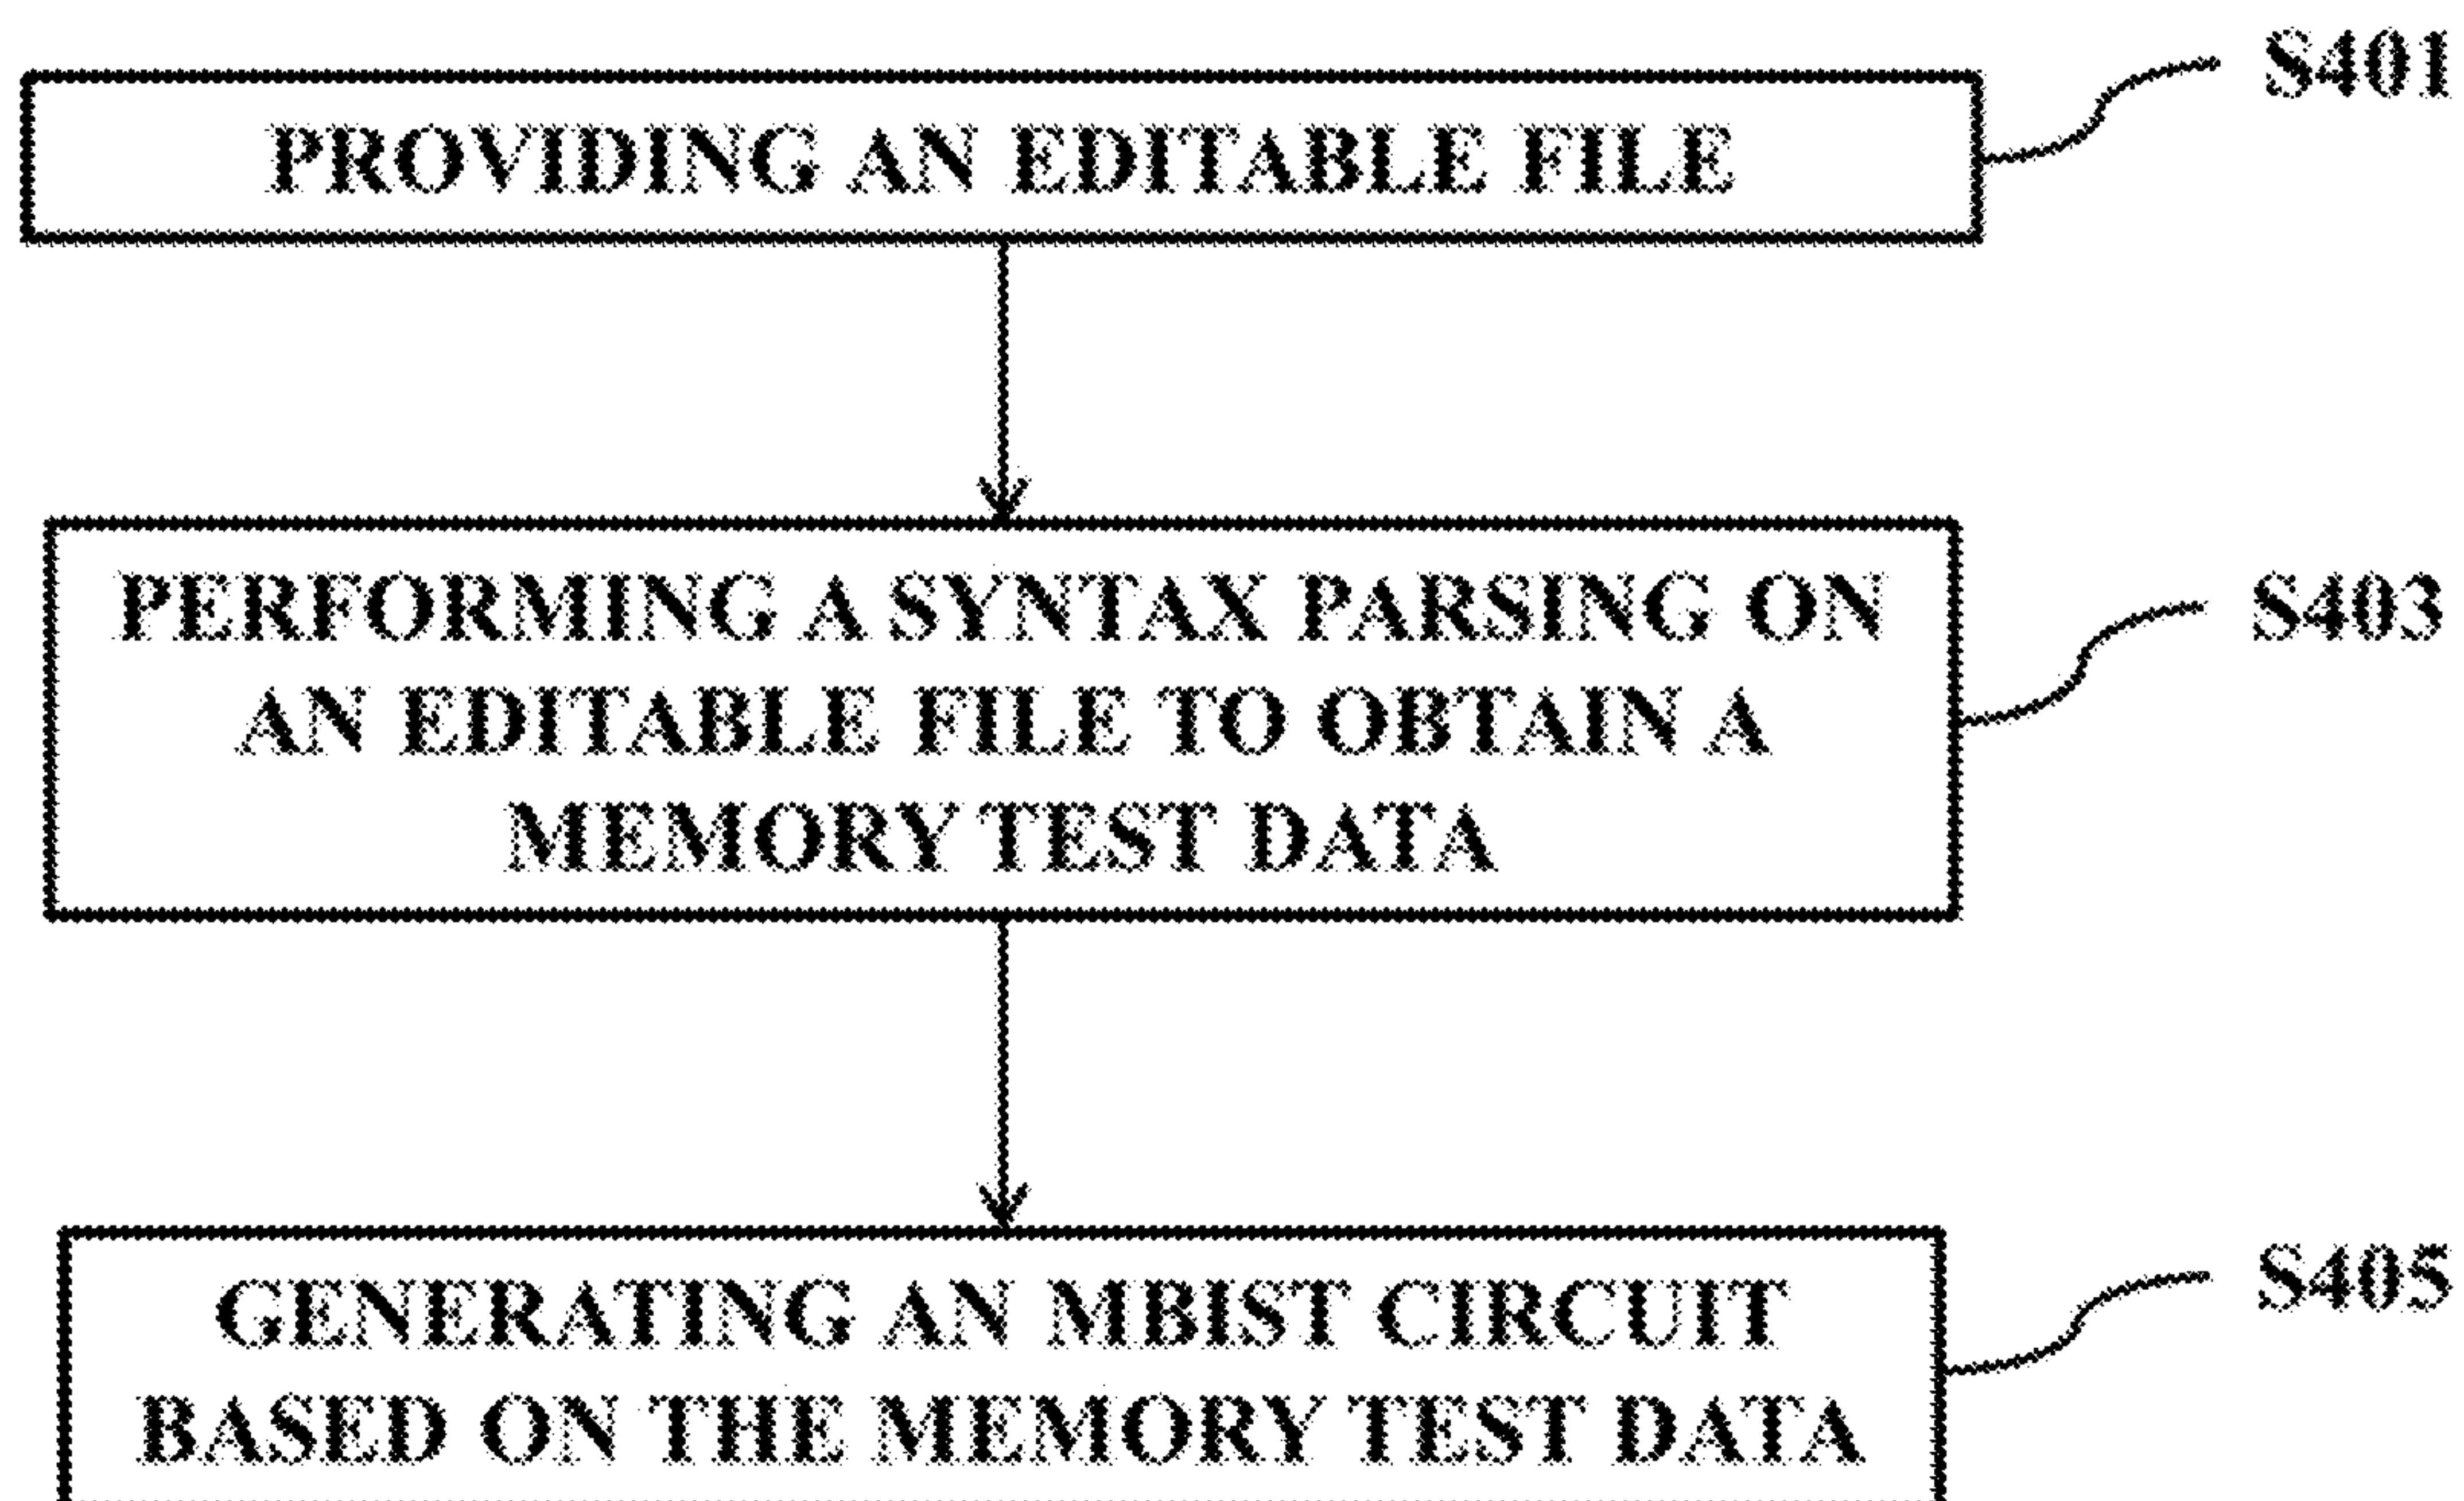 S401
PROVIDING AN EDITABLE FILE
PERFORMING A SYNTAX PARSING ON
S403
AN EDITABLE FILE TO OBTAIN A
MEMORY TEST DATA
S405
GENERATING AN MBIST CIRCUIT
BASED ON THE MEMORY TEST DATA